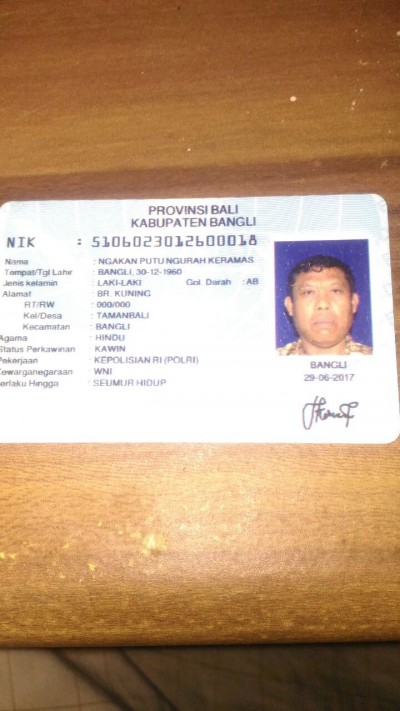 PROVINSI BALI
KABUPATEN BANGLI
NIK : 5106023012600018
Nama : NGAKAN PUTU NGURAH KERAMAS
Tempat/Tgl Lahir : BANGLI, 30-12-1960
Jenis kelamin : LAKI-LAKI Gol. Darah : AB
Alamat : BR. KUNING
RT/RW : 000/000
Kel/Desa : TAMANBALI
Kecamatan : BANGLI
Agama : HINDU
Status Perkawinan : KAWIN
Pekerjaan : KEPOLISIAN RI (POLRI)
Kewarganegaraan : WNI
Berlaku Hingga : SEUMUR HIDUP
BANGLI
29-06-2017